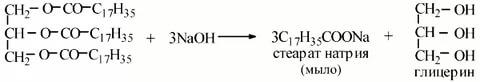 CH₂–O–CO–C₁₇H₃₅
CH–O–CO–C₁₇H₃₅ + 3NaOH → 3C₁₇H₃₅COONa + CH–OH
CH₂–O–CO–C₁₇H₃₅
CH₂–OH
CH₂–OH
стеарат натрия
(мыло)
глицерин